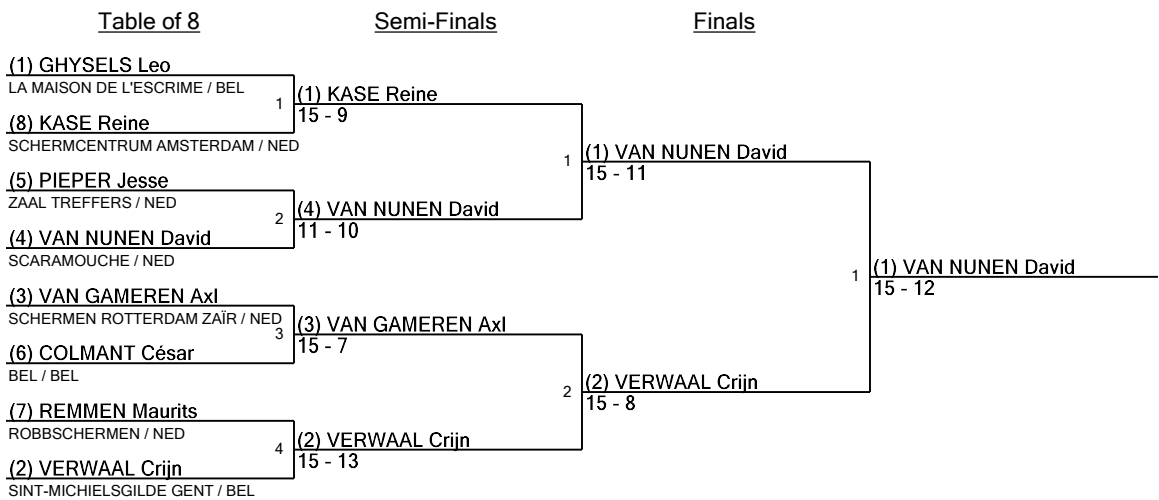 Table of 8
Semi-Finals
Finals
(1) GHYSELS Leo
LA MAISON DE L'ESCRIME / BEL
1
(1) KASE Reine
15 - 9
(8) KASE Reine
SCHERMCENTRUM AMSTERDAM / NED
1
(1) VAN NUNEN David
15 - 11
(5) PIEPER Jesse
ZAAL TREFFERS / NED
2
(4) VAN NUNEN David
11 - 10
(4) VAN NUNEN David
SCARAMOUCHE / NED
1
(1) VAN NUNEN David
15 - 12
(3) VAN GAMEREN Axl
SCHERMEN ROTTERDAM ZAÏR / NED
3
(3) VAN GAMEREN Axl
15 - 7
(6) COLMANT César
BEL / BEL
2
(2) VERWAAL Crijn
15 - 8
(7) REMMEN Maurits
ROBBSCHERMEN / NED
4
(2) VERWAAL Crijn
15 - 13
(2) VERWAAL Crijn
SINT-MICHIELSGILDE GENT / BEL